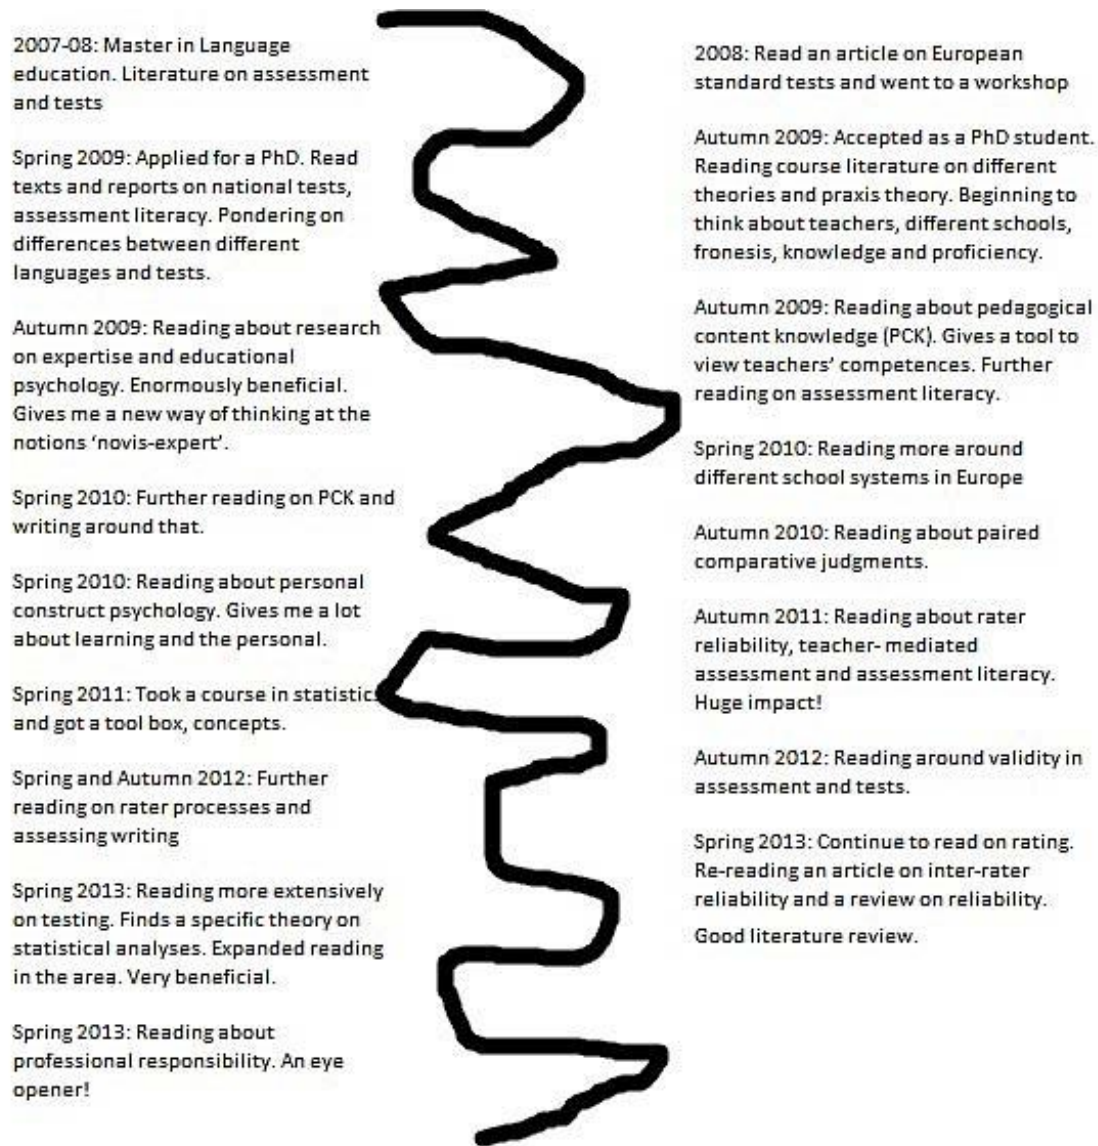 2007-08: Master in Language
education. Literature on assessment
and tests
Spring 2009: Applied for a PhD. Read
texts and reports on national tests,
assessment literacy. Pondering on
differences between different
languages and tests.
Autumn 2009: Reading about research
on expertise and educational
psychology. Enormously beneficial.
Gives me a new way of thinking at the
notions ‘novis-expert’.
Spring 2010: Further reading on PCK and
writing around that.
Spring 2010: Reading about personal
construct psychology. Gives me a lot
about learning and the personal.
Spring 2011: Took a course in statistic
and got a tool box, concepts.
Spring and Autumn 2012: Further
reading on rater processes and
assessing writing
Spring 2013: Reading more extensively
on testing. Finds a specific theory on
statistical analyses. Expanded reading
in the area. Very beneficial.
Spring 2013: Reading about
professional responsibility. An eye
opener!
2008: Read an article on European
standard tests and went to a workshop
Autumn 2009: Accepted as a PhD student.
Reading course literature on different
theories and praxis theory. Beginning to
think about teachers, different schools,
fronesis, knowledge and proficiency.
Autumn 2009: Reading about pedagogical
content knowledge (PCK). Gives a tool to
view teachers’ competences. Further
reading on assessment literacy.
Spring 2010: Reading more around
different school systems in Europe
Autumn 2010: Reading about paired
comparative judgments.
Autumn 2011: Reading about rater
reliability, teacher- mediated
assessment and assessment literacy.
Huge impact!
Autumn 2012: Reading around validity in
assessment and tests.
Spring 2013: Continue to read on rating.
Re-reading an article on inter-rater
reliability and a review on reliability.
Good literature review.